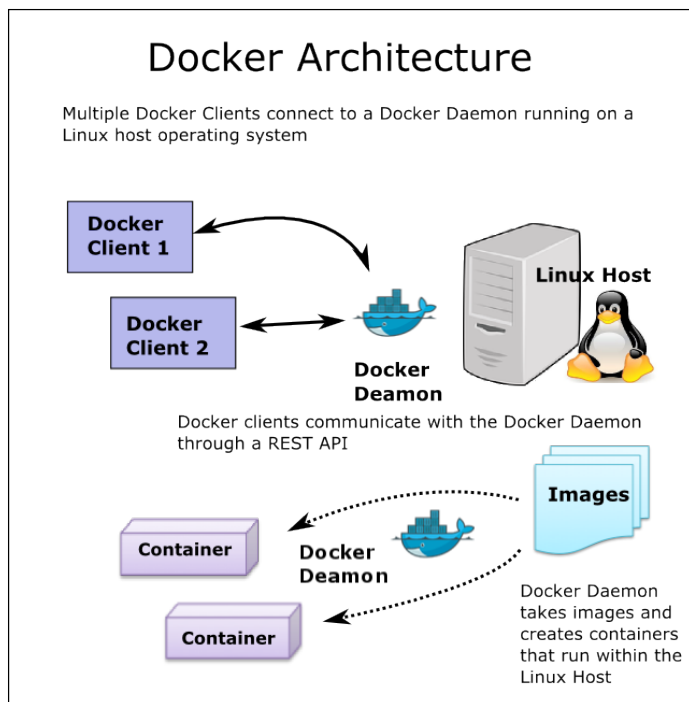 Docker Architecture
Multiple Docker Clients connect to a Docker Daemon running on a
Linux host operating system
Docker
Client 1
Linux Host
Docker
Client 2
Docker
Deamon
Docker clients communicate with the Docker Daemon
through a REST API
Images
Container
Docker
Deamon
Container
Docker Daemon
takes images and
creates containers
that run within the
Linux Host